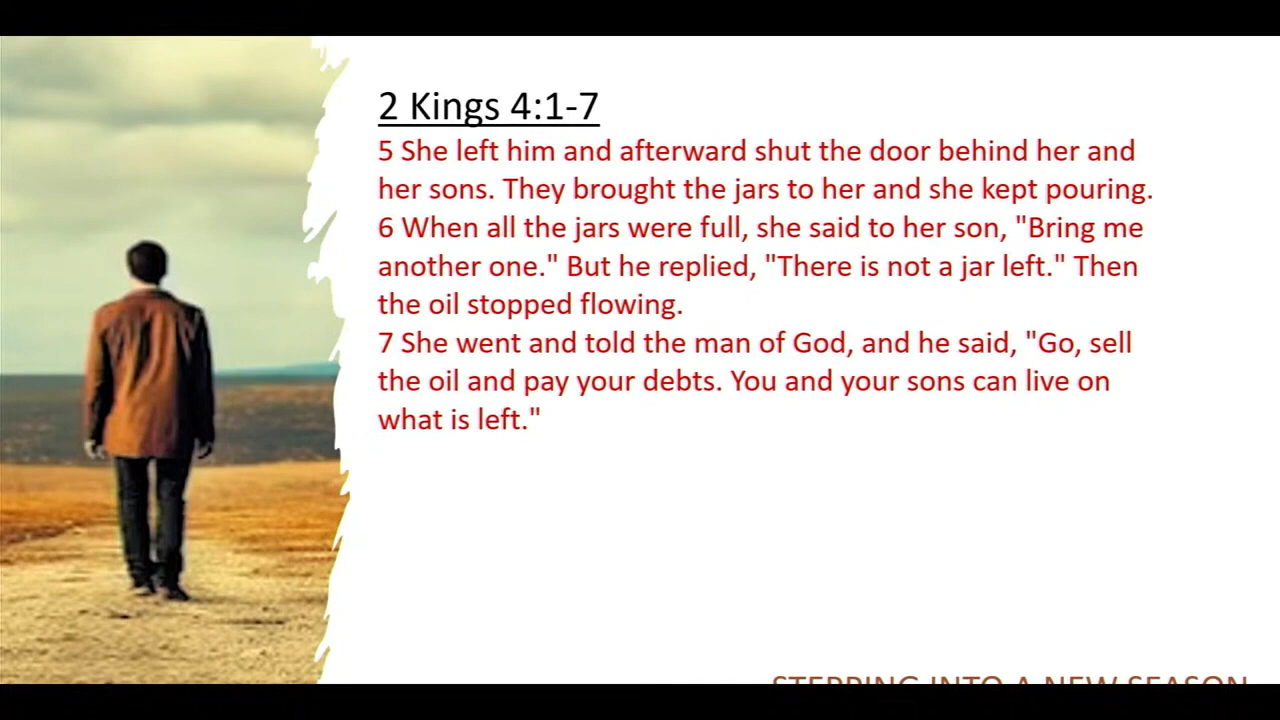 2 Kings 4:1-7
5 She left him and afterward shut the door behind her and
her sons. They brought the jars to her and she kept pouring.
6 When all the jars were full, she said to her son, "Bring me
another one." But he replied, "There is not a jar left." Then
the oil stopped flowing.
7 She went and told the man of God, and he said, "Go, sell
the oil and pay your debts. You and your sons can live on
what is left."
STEPPING INTO A NEW SEASON